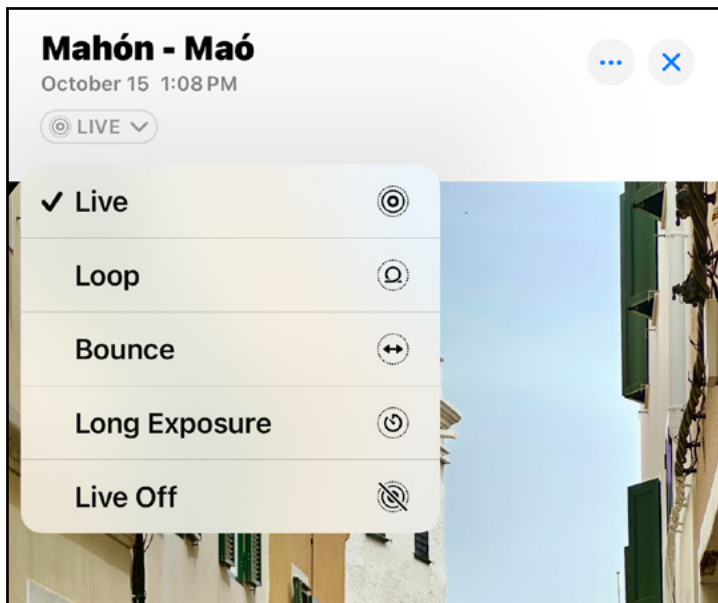 Mahón - Maó
October 15 1:08 PM
LIVE
Live
Loop
Bounce
Long Exposure
Live Off